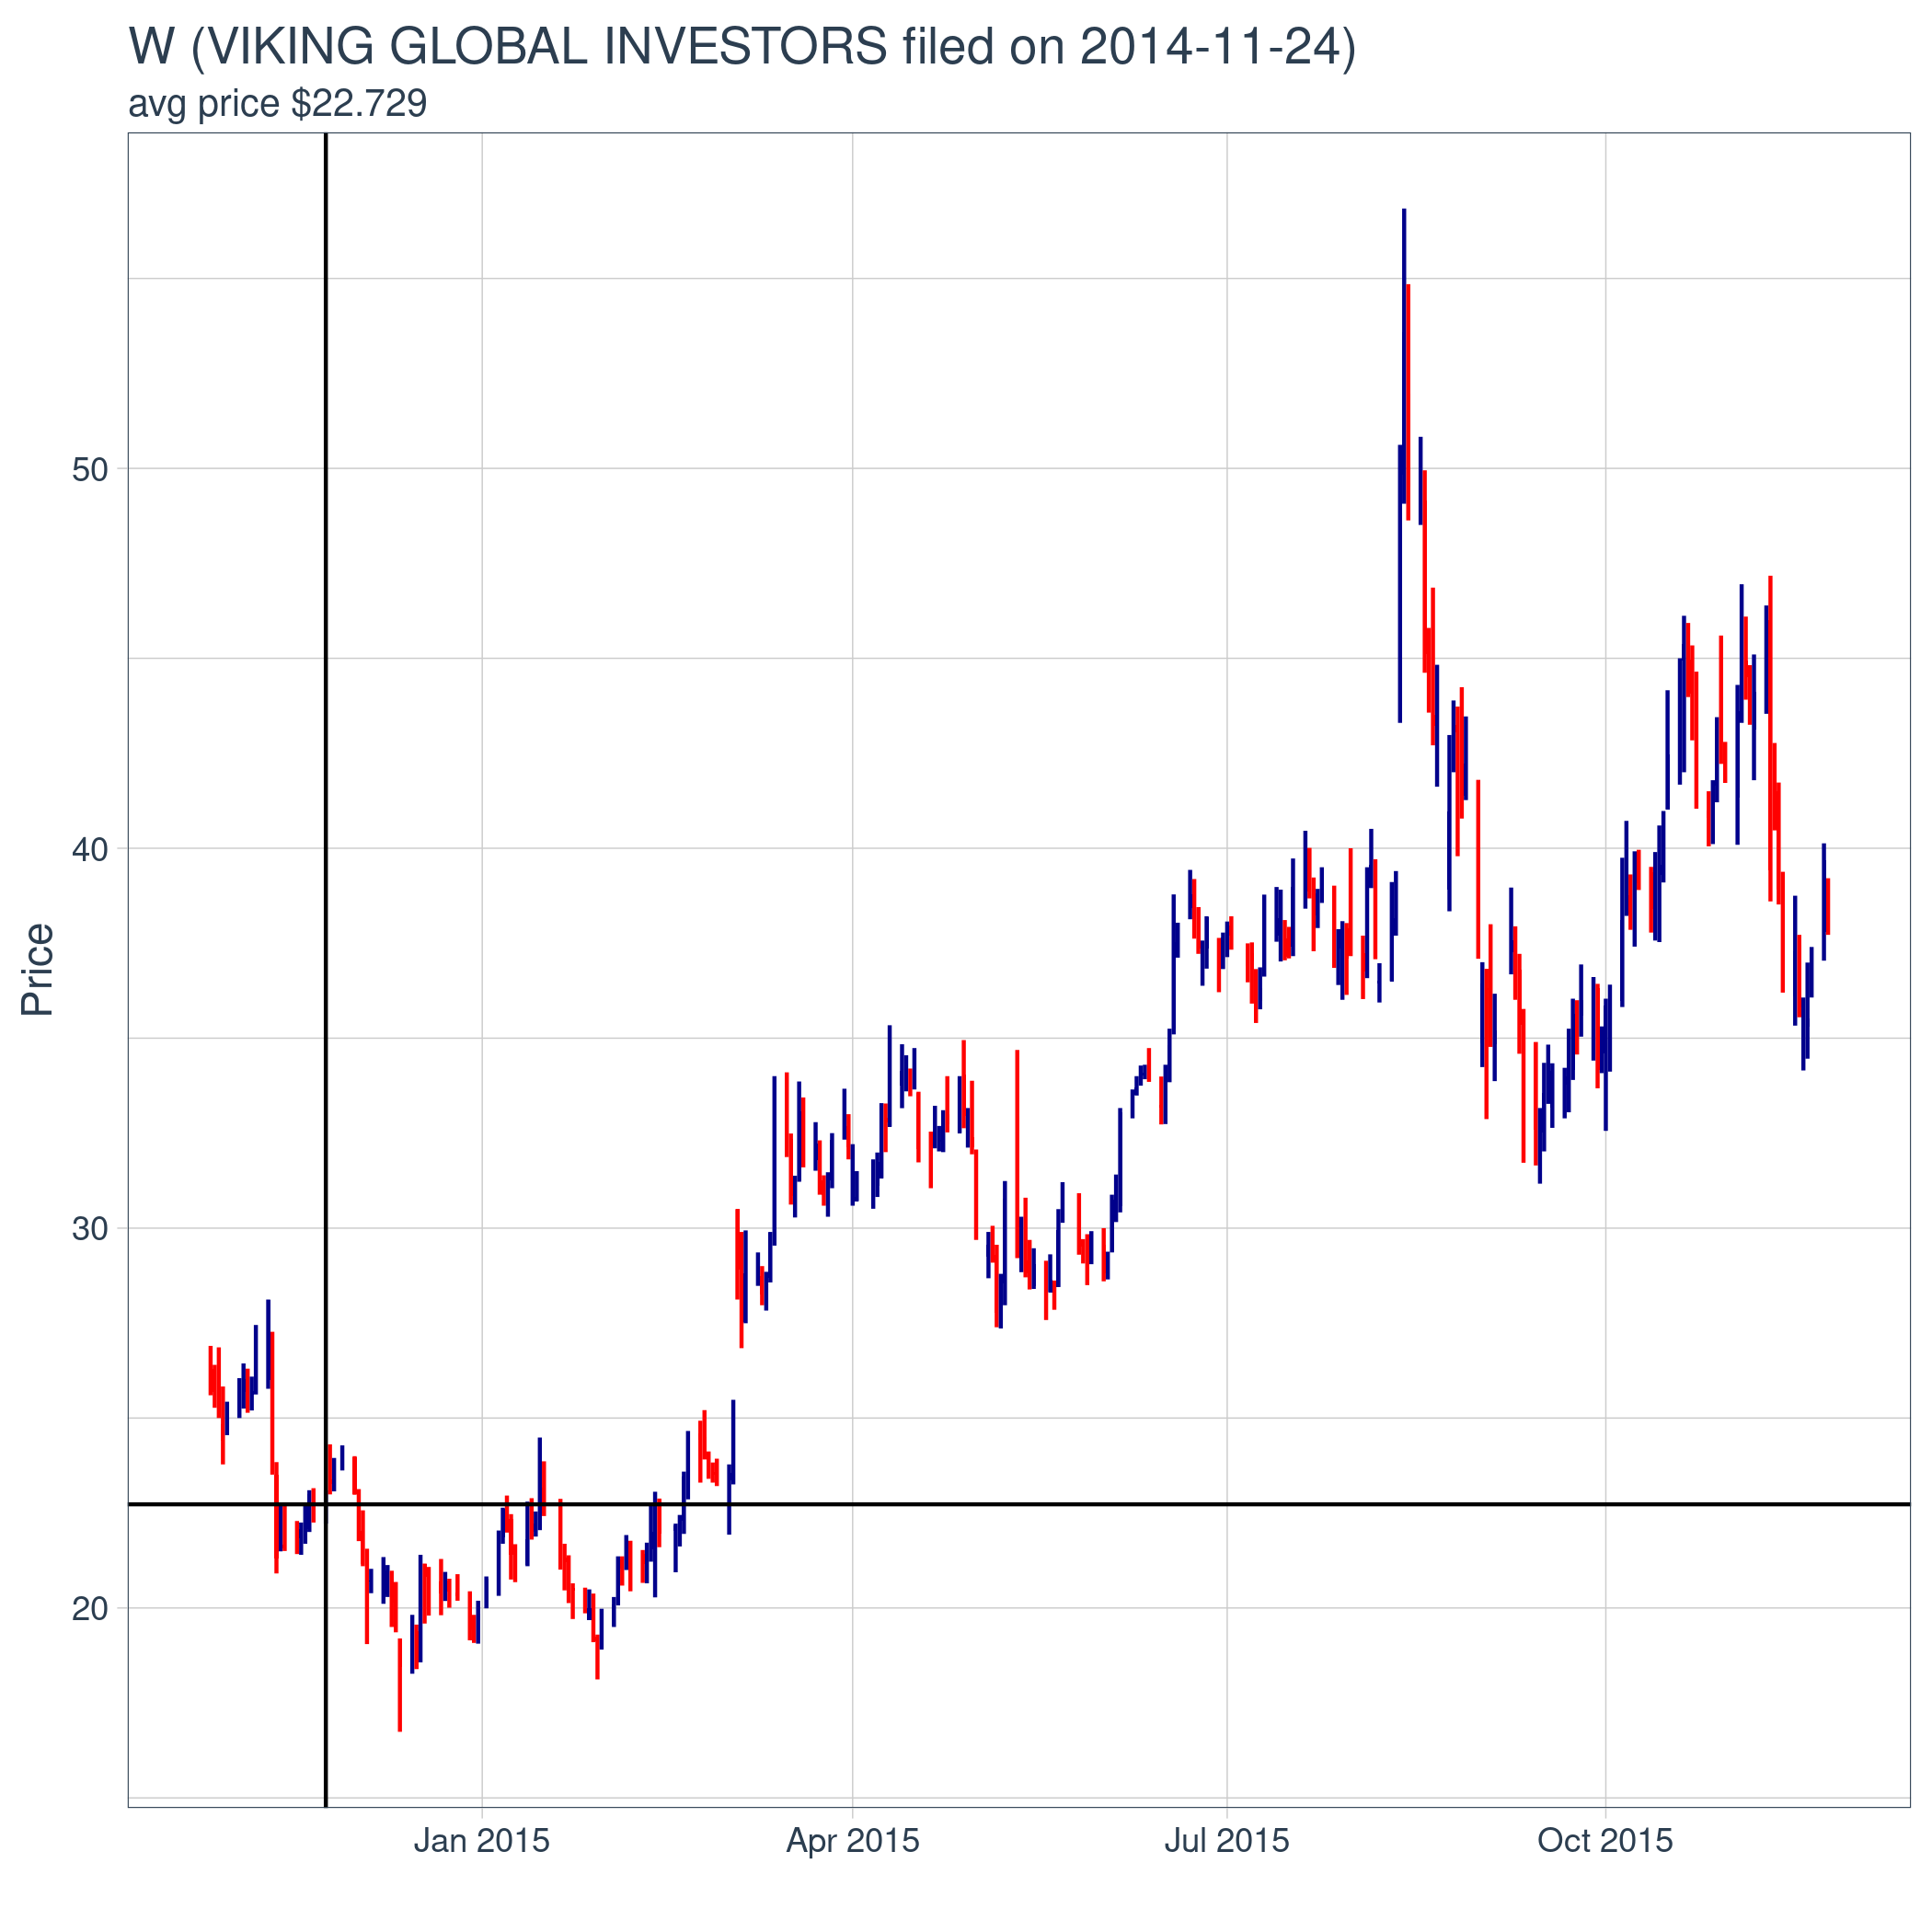 W (VIKING GLOBAL INVESTORS filed on 2014-11-24)
avg price $22.729
50
40
30
20
Price
Jan 2015
Apr 2015
Jul 2015
Oct 2015